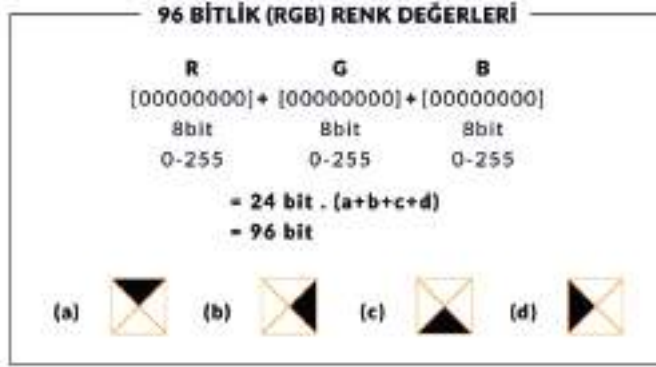 96 BİTLİK (RGB) RENK DEĞERLERİ
R G B
[00000000]+ [00000000]+[00000000]
8bit 8bit 8bit
0-255 0-255 0-255
= 24 bit . (a+b+c+d)
= 96 bit
(a) (b) (c) (d)